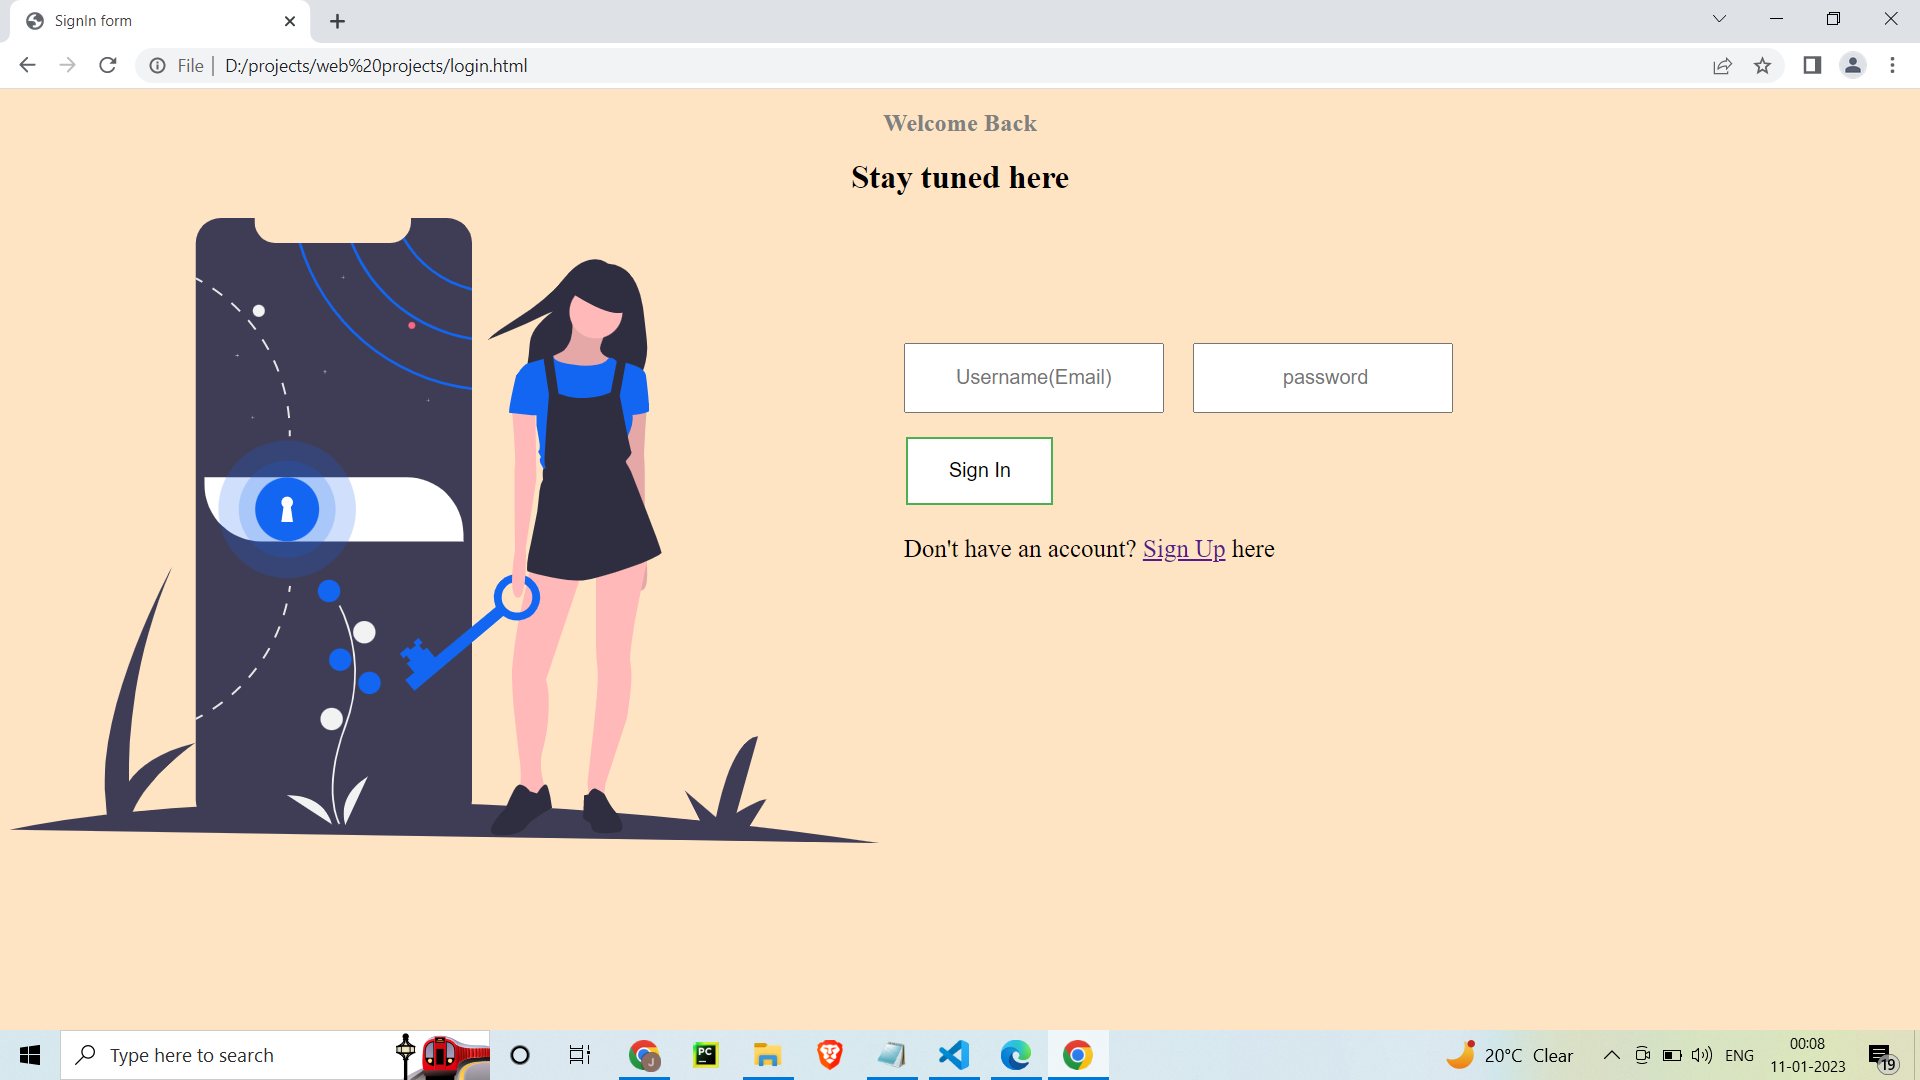 SignIn form
File
D:/projects/web%20projects/login.html
Welcome Back
Stay tuned here
Username(Email)
password
Sign In
Don't have an account? Sign Up here
Type here to search
J
PC
20°C Clear
ENG
00:08
11-01-2023
19